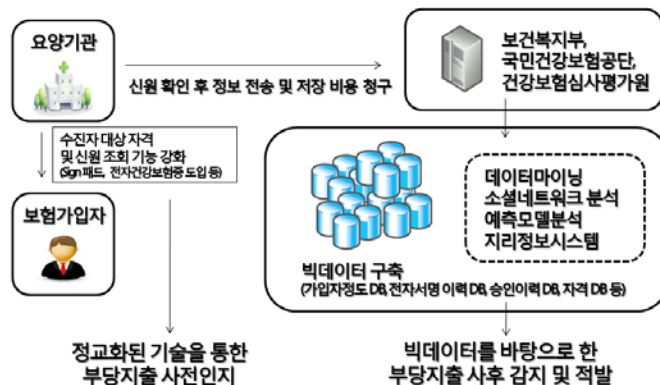 요양기관
신원 확인 후 정보 전송 및 저장 비용 청구
보건복지부,
국민건강보험공단,
건강보험심사평가원
수진자 대상 자격
및 신원 조회 기능 강화
(Sign 패드, 전자건강보험증 도입 등)
보험가입자
데이터마이닝
소셜네트워크 분석
예측모델분석
지리정보시스템
빅데이터 구축
(가입자정도 DB, 전자서명 이력 DB, 승인이력 DB, 자격 DB 등)
정교화된 기술을 통한
부당지출 사전인지
빅데이터를 바탕으로 한
부당지출 사후 감지 및 적발